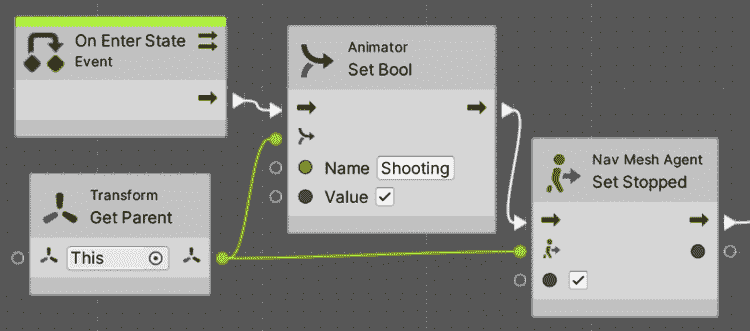 On Enter State
Event
Animator
Set Bool
Name Shooting
Value
Transform
Get Parent
This
Nav Mesh Agent
Set Stopped